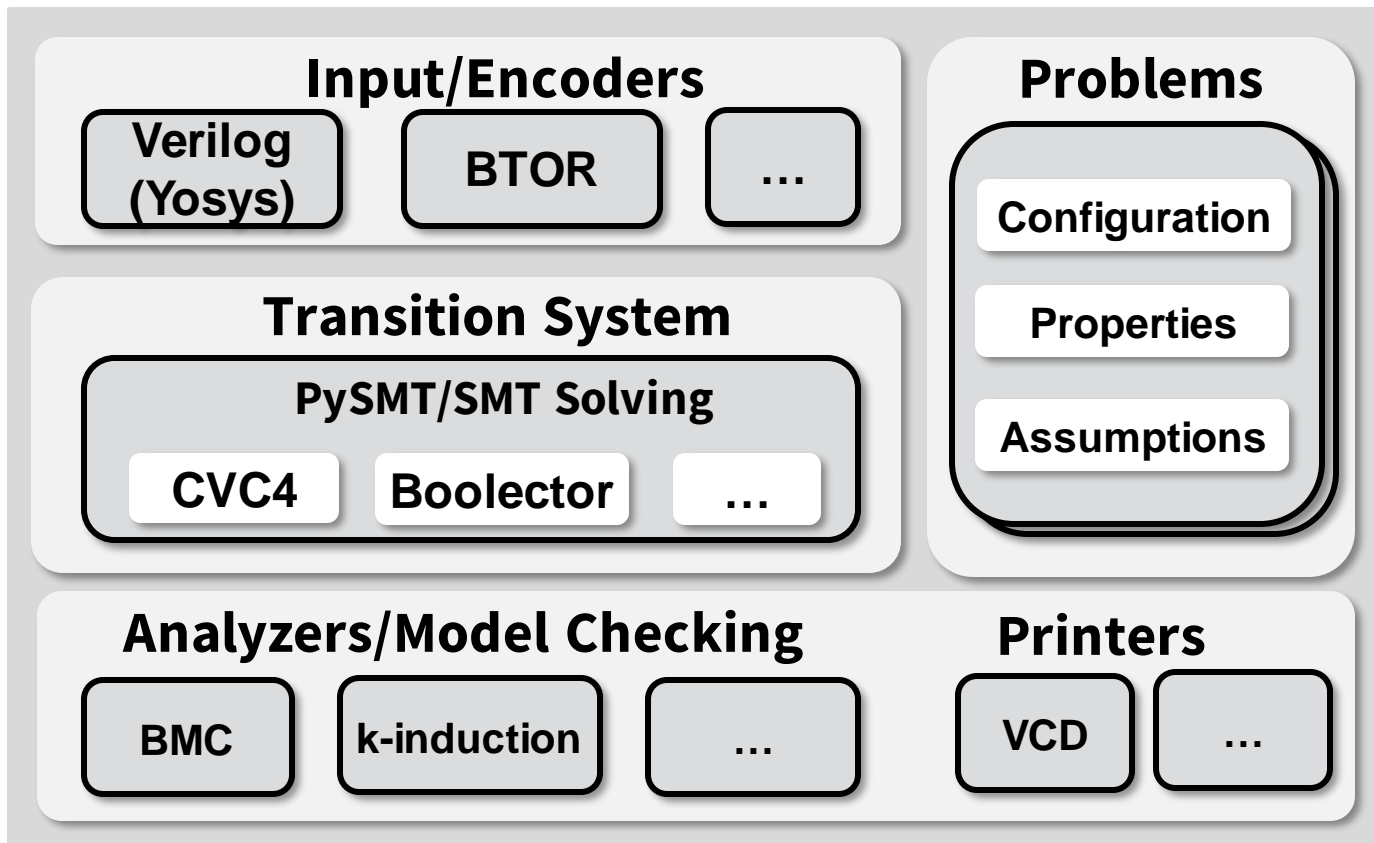 Input/Encoders
Verilog
(Yosys)
BTOR
...
Problems
Configuration
Properties
Assumptions
Transition System
PySMT/SMT Solving
CVC4
Boolector
...
Analyzers/Model Checking
BMC
k-induction
...
Printers
VCD
...